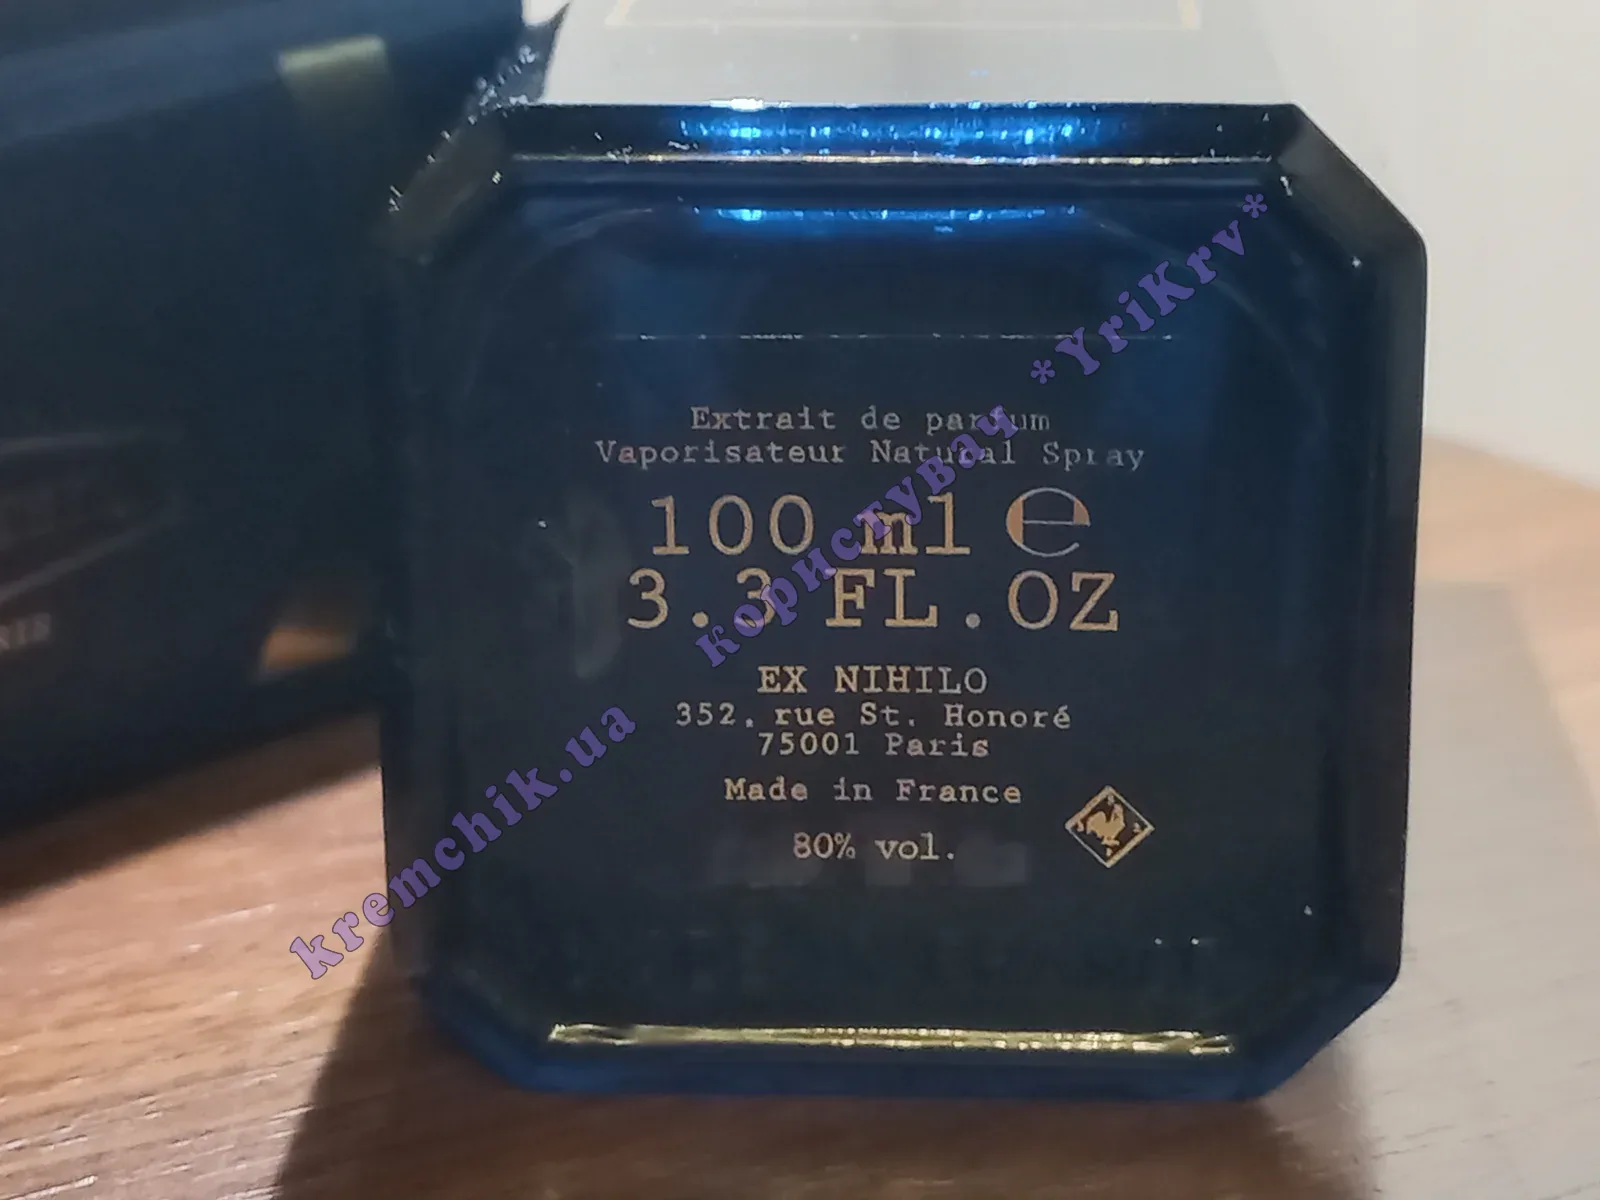 Extrait de parfum
Vaporisateur Natural Spray
100 ml ℮
3.3 FL.OZ
EX NIHILO
352, rue St. Honoré
75001 Paris
Made in France
80% vol.
kremchik.ua користувач *YriKrv*